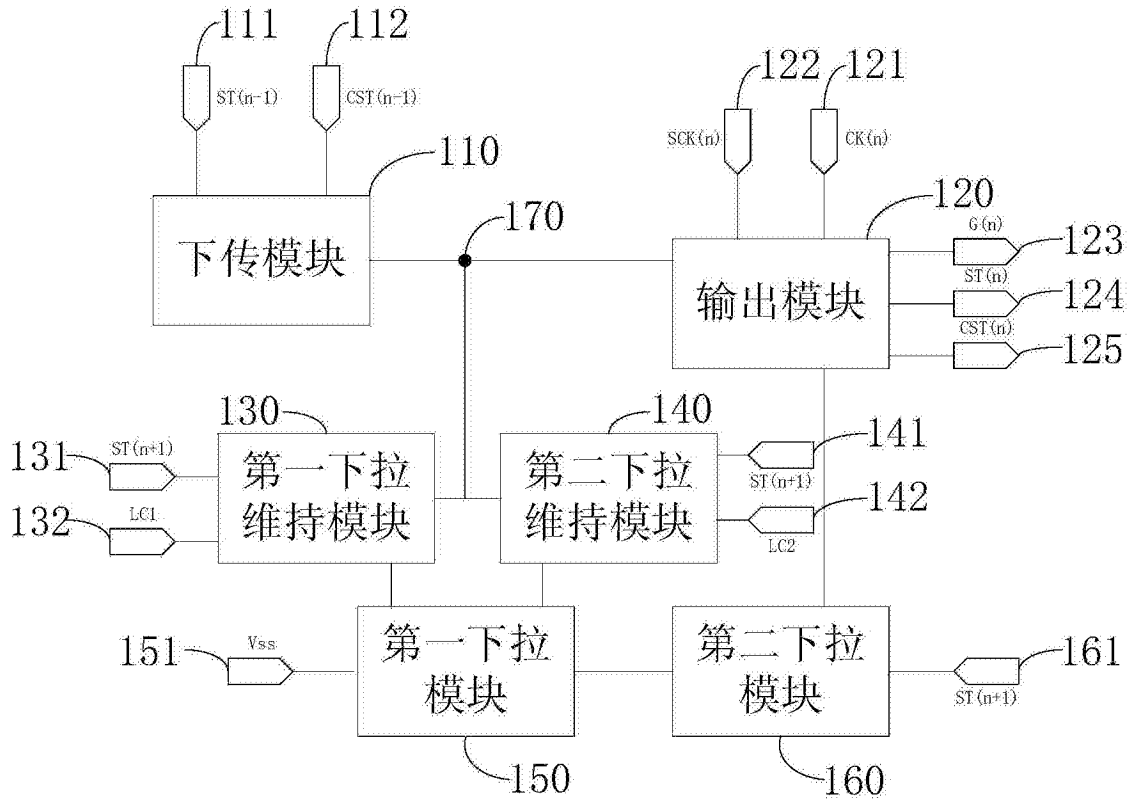 111
112
ST(n-1)
CST(n-1)
122
121
SCK(n)
CK(n)
110
下传模块
170
120
输出模块
G(n)
123
ST(n)
124
CST(n)
125
130
140
131
ST(n+1)
132
LC1
第一下拉
维持模块
第二下拉
维持模块
141
ST(n+1)
142
LC2
151
Vss
第一下拉
模块
第二下拉
模块
161
ST(n+1)
150
160